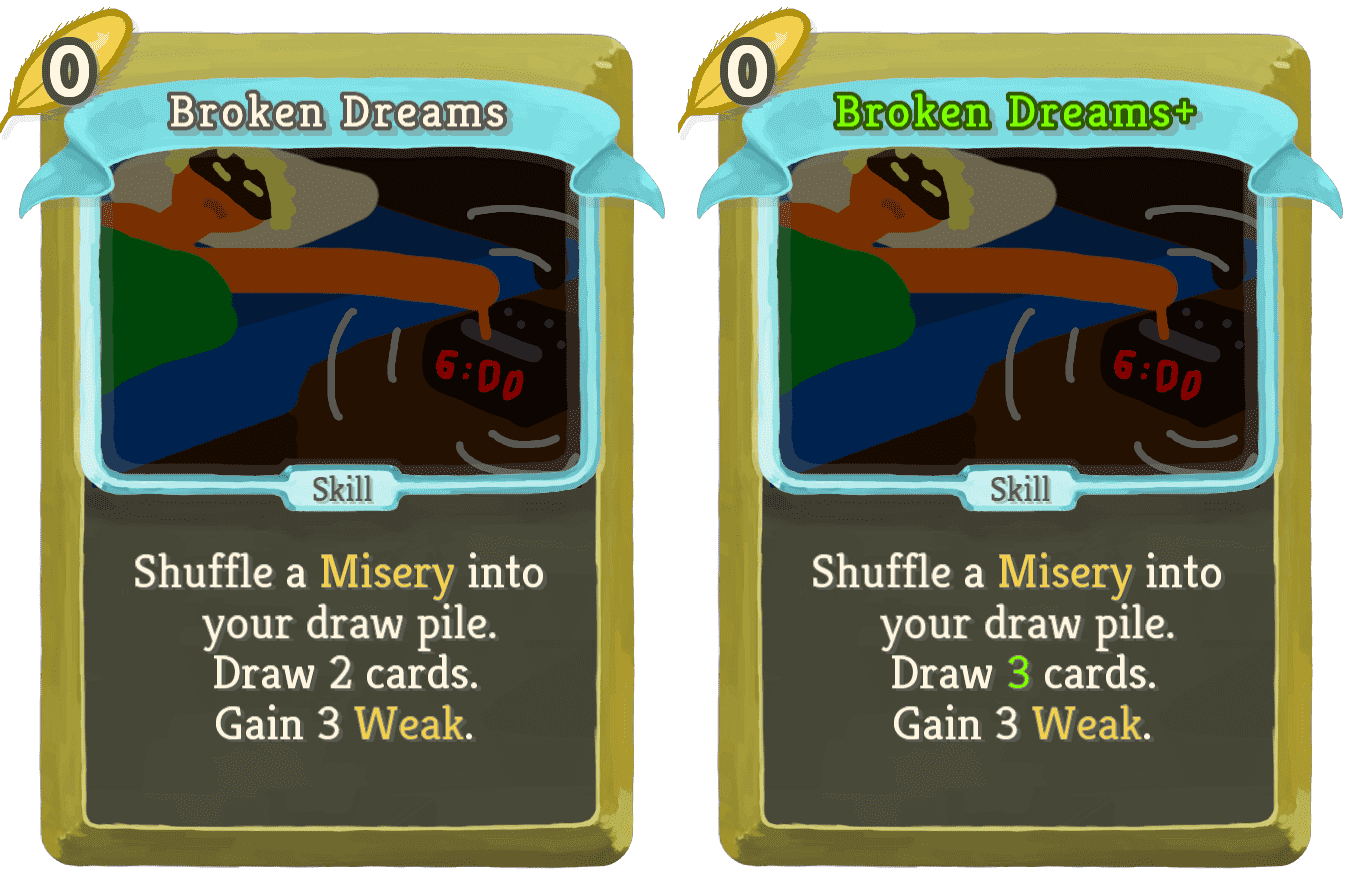 0
Broken Dreams
6:00
Skill
Shuffle a Misery into
your draw pile.
Draw 2 cards.
Gain 3 Weak.
0
Broken Dreams+
6:00
Skill
Shuffle a Misery into
your draw pile.
Draw 3 cards.
Gain 3 Weak.